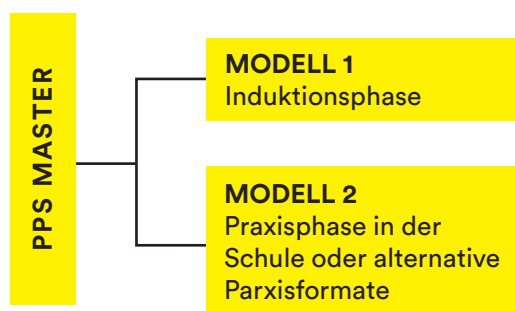 PPS MASTER
MODELL 1
Induktionsphase
MODELL 2
Praxisphase in der
Schule oder alternative
Parxisformate